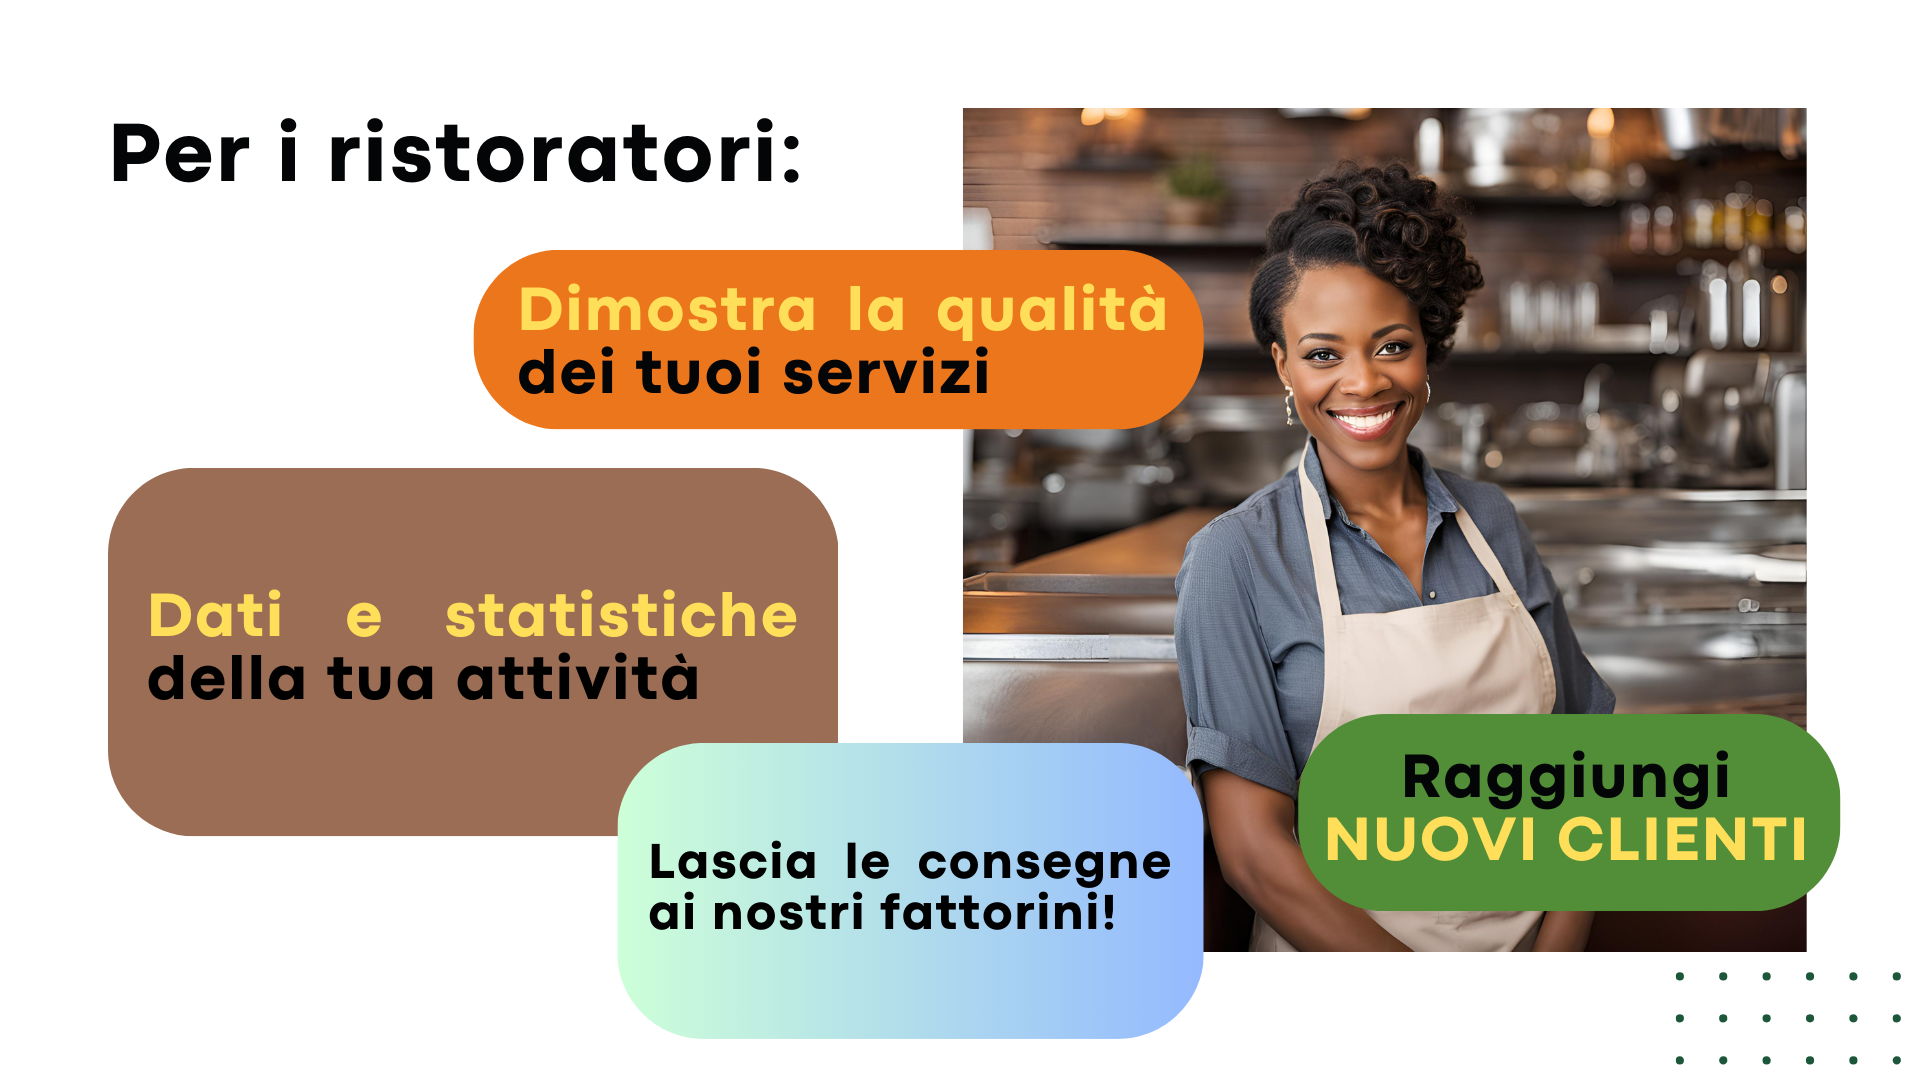 Per i ristoratori:
Dimostra la qualità
dei tuoi servizi
Dati e statistiche
della tua attività
Lascia le consegne
ai nostri fattorini!
Raggiungi
NUOVI CLIENTI